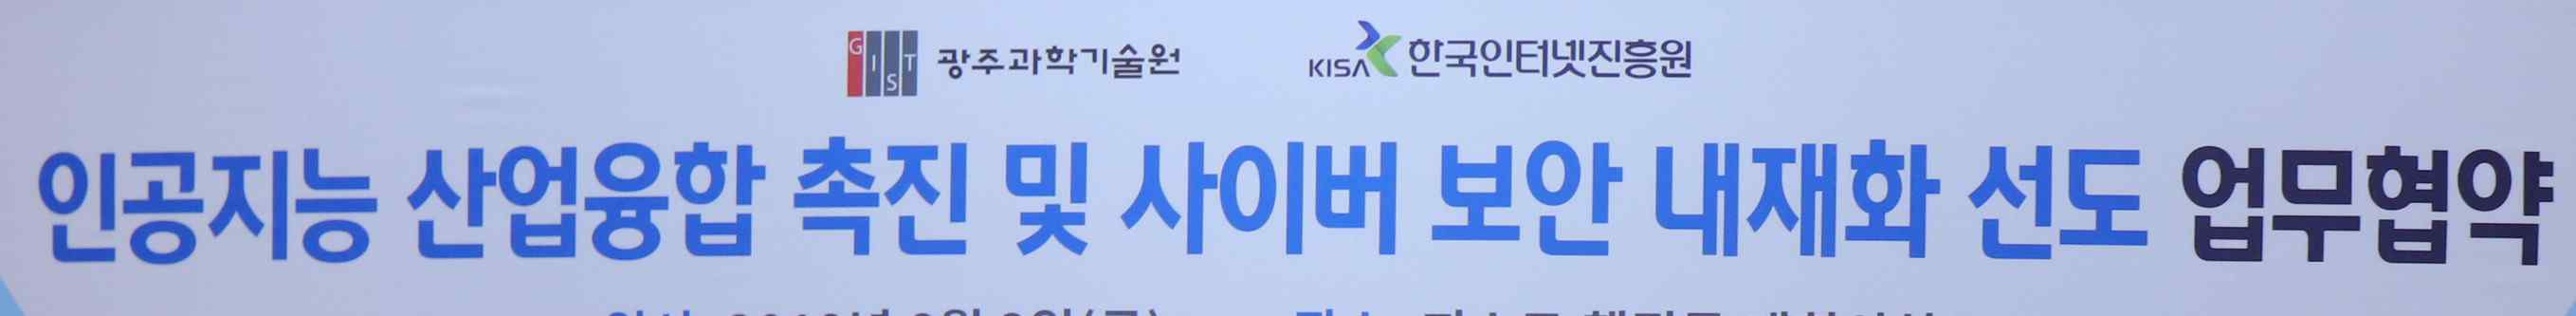 GIST 광주과학기술원 KISA 한국인터넷진흥원
인공지능 산업융합 촉진 및 사이버 보안 내재화 선도 업무협약